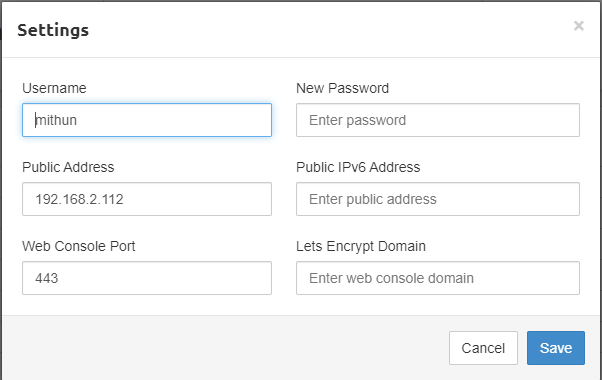 Settings ×
Username New Password
mithun Enter password
Public Address Public IPv6 Address
192.168.2.112 Enter public address
Web Console Port Lets Encrypt Domain
443 Enter web console domain
Cancel Save